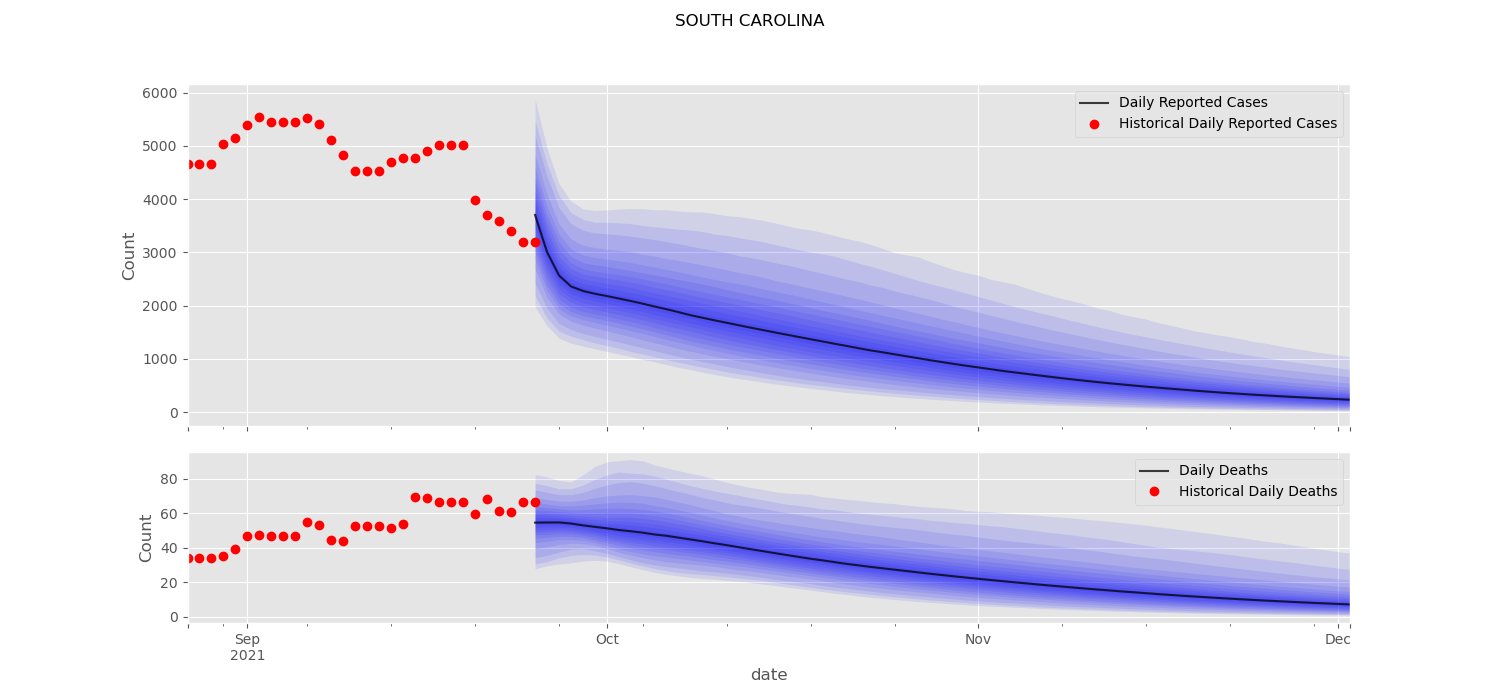 SOUTH CAROLINA
6000
5000
4000
3000
2000
1000
0
Count
Daily Reported Cases
Historical Daily Reported Cases
80
60
40
20
0
Count
Daily Deaths
Historical Daily Deaths
Sep
2021
Oct
Nov
Dec
date